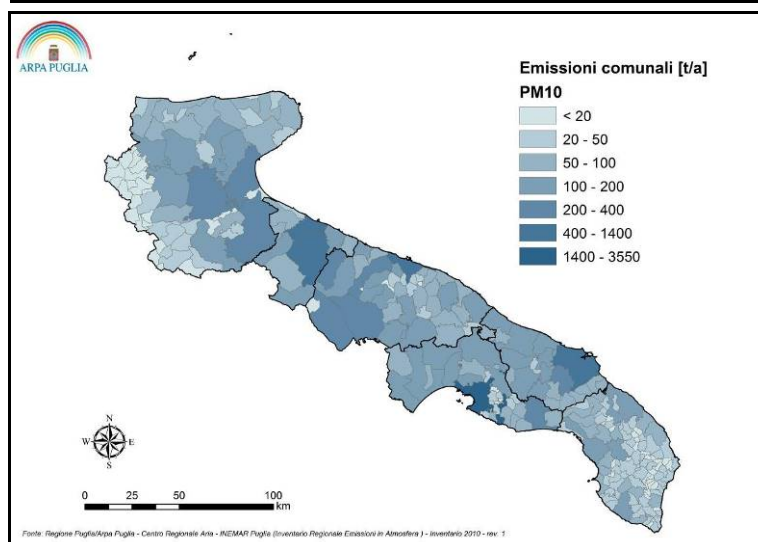 ARPA PUGLIA
Emissioni comunali [t/a]
PM10
< 20
20 - 50
50 - 100
100 - 200
200 - 400
400 - 1400
1400 - 3550
N
W E
S
0 25 50 100
km
Fonte: Regione Puglia/Arpa Puglia - Centro Regionale Aria - INEMAR Puglia (Inventario Regionale Emissioni in Atmosfera ) - Inventario 2010 - rev. 1